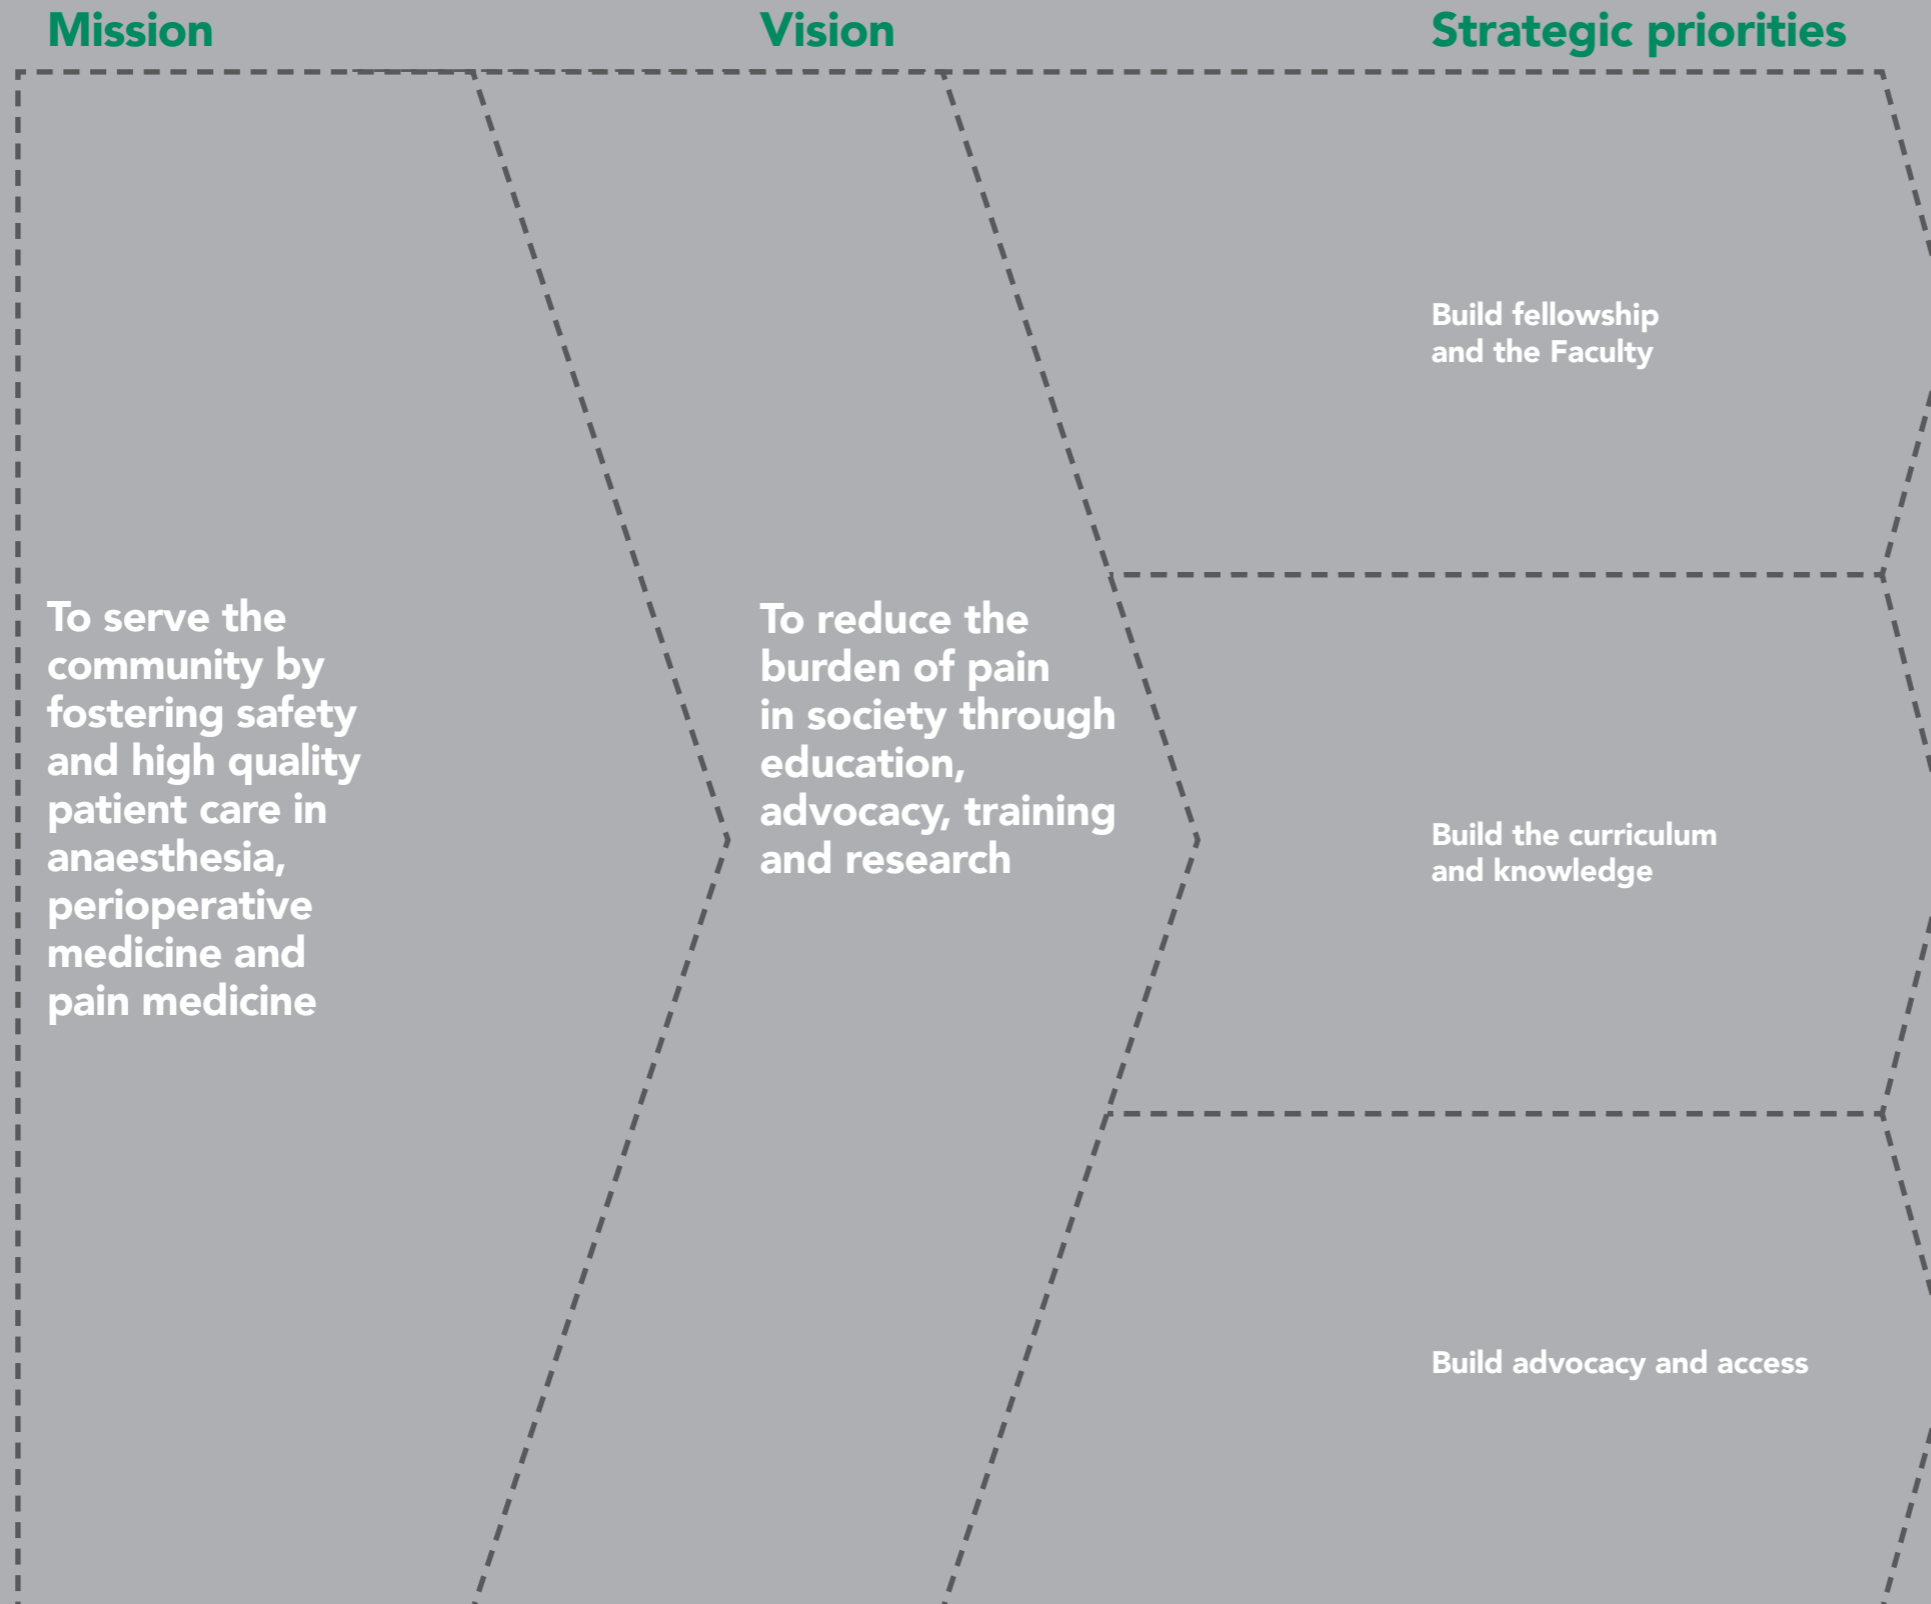 Mission
To serve the
community by
fostering safety
and high quality
patient care in
anaesthesia,
perioperative
medicine and
pain medicine
Vision
To reduce the
burden of pain
in society through
education,
advocacy, training
and research
Strategic priorities
Build fellowship
and the Faculty
Build the curriculum
and knowledge
Build advocacy and access